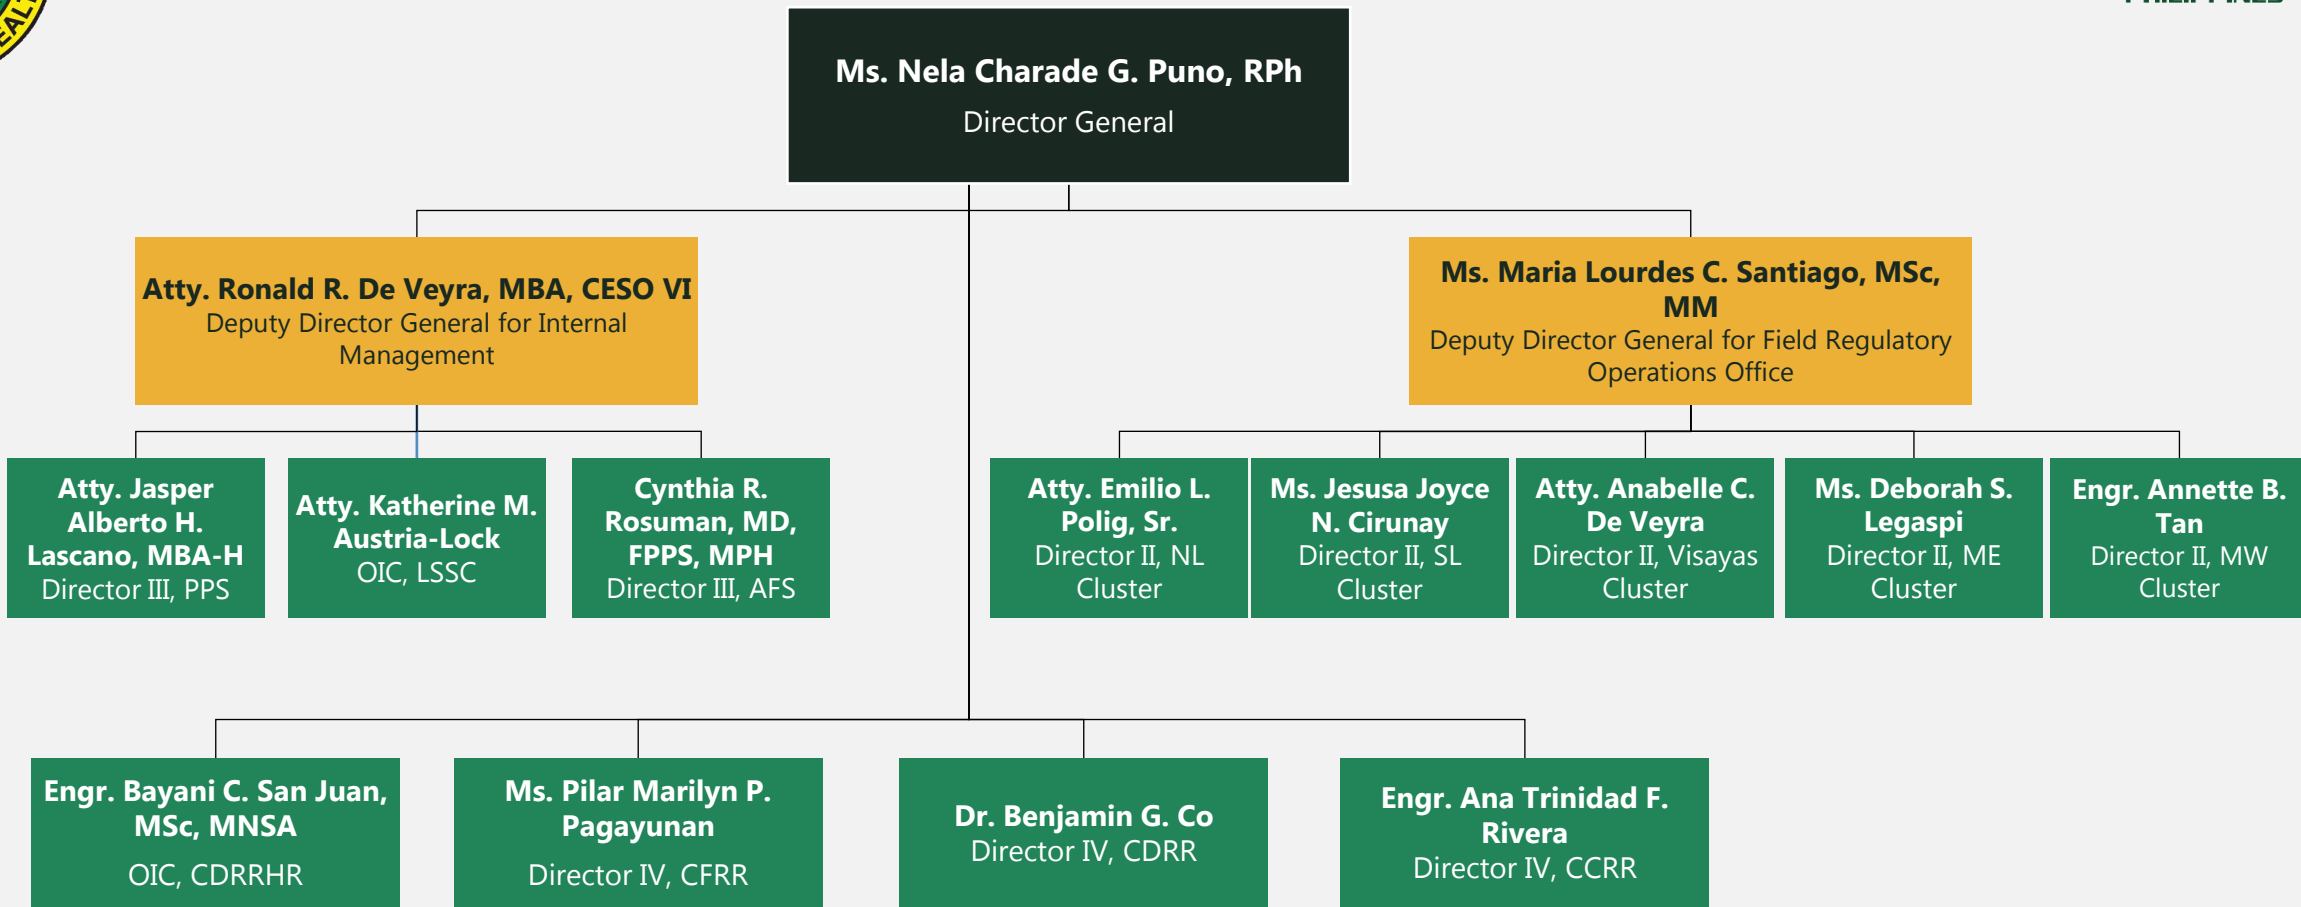 Ms. Nela Charade G. Puno, RPh
Director General
Atty. Ronald R. De Veyra, MBA, CESO VI
Deputy Director General for Internal
Management
Ms. Maria Lourdes C. Santiago, MSc,
MM
Deputy Director General for Field Regulatory
Operations Office
Atty. Jasper
Alberto H.
Lascano, MBA-H
Director III, PPS
Atty. Katherine M.
Austria-Lock
OIC, LSSC
Cynthia R.
Rosuman, MD,
FPPS, MPH
Director III, AFS
Atty. Emilio L.
Polig, Sr.
Director II, NL
Cluster
Ms. Jesusa Joyce
N. Cirunay
Director II, SL
Cluster
Atty. Anabelle C.
De Veyra
Director II, Visayas
Cluster
Ms. Deborah S.
Legaspi
Director II, ME
Cluster
Engr. Annette B.
Tan
Director II, MW
Cluster
Engr. Bayani C. San Juan,
MSc, MNSA
OIC, CDRRHR
Ms. Pilar Marilyn P.
Pagayunan
Director IV, CFRR
Dr. Benjamin G. Co
Director IV, CDRR
Engr. Ana Trinidad F.
Rivera
Director IV, CCRR